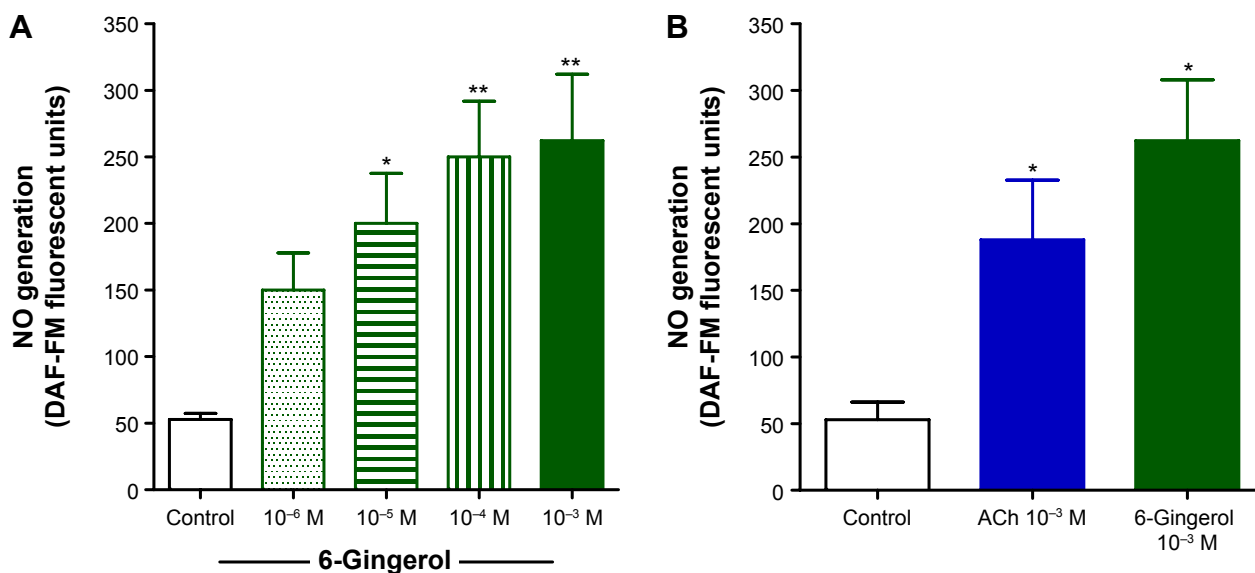 A
NO generation
(DAF-FM fluorescent units)
350
300
250
200
150
100
50
0
*
**
**
Control
10⁻⁶ M
10⁻⁵ M
10⁻⁴ M
10⁻³ M
6-Gingerol
B
NO generation
(DAF-FM fluorescent units)
350
300
250
200
150
100
50
0
*
*
Control
ACh 10⁻³ M
6-Gingerol
10⁻³ M